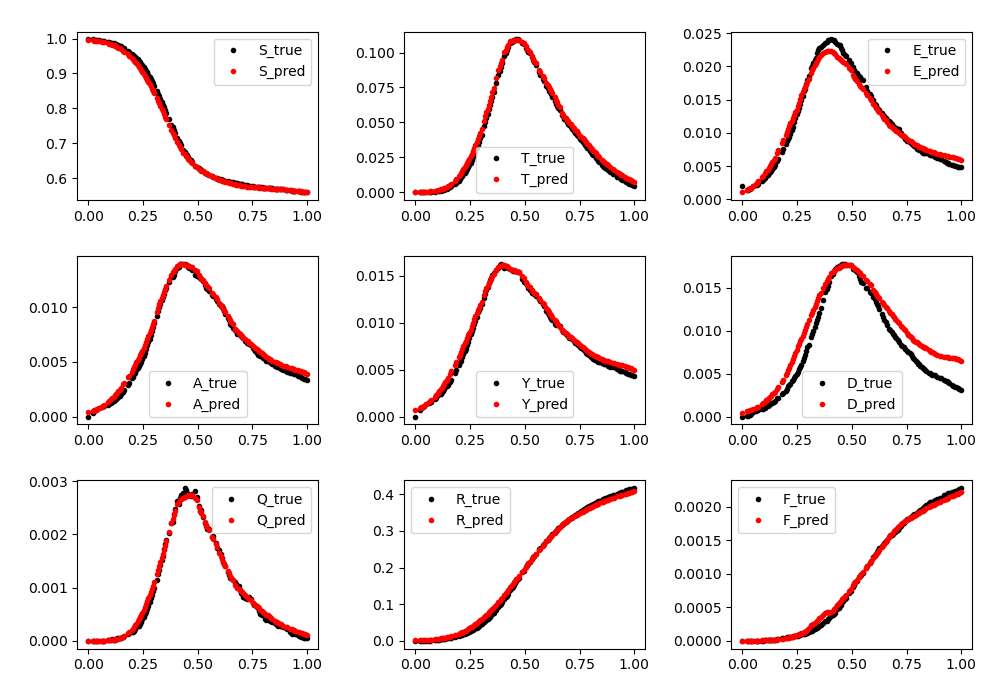 1.0
0.9
0.8
0.7
0.6
0.00 0.25 0.50 0.75 1.00
S_true
S_pred
0.100
0.075
0.050
0.025
0.000
0.00 0.25 0.50 0.75 1.00
T_true
T_pred
0.025
0.020
0.015
0.010
0.005
0.000
0.00 0.25 0.50 0.75 1.00
E_true
E_pred
0.010
0.005
0.000
0.00 0.25 0.50 0.75 1.00
A_true
A_pred
0.015
0.010
0.005
0.000
0.00 0.25 0.50 0.75 1.00
Y_true
Y_pred
0.015
0.010
0.005
0.000
0.00 0.25 0.50 0.75 1.00
D_true
D_pred
0.003
0.002
0.001
0.000
0.00 0.25 0.50 0.75 1.00
Q_true
Q_pred
0.4
0.3
0.2
0.1
0.0
0.00 0.25 0.50 0.75 1.00
R_true
R_pred
0.0020
0.0015
0.0010
0.0005
0.0000
0.00 0.25 0.50 0.75 1.00
F_true
F_pred